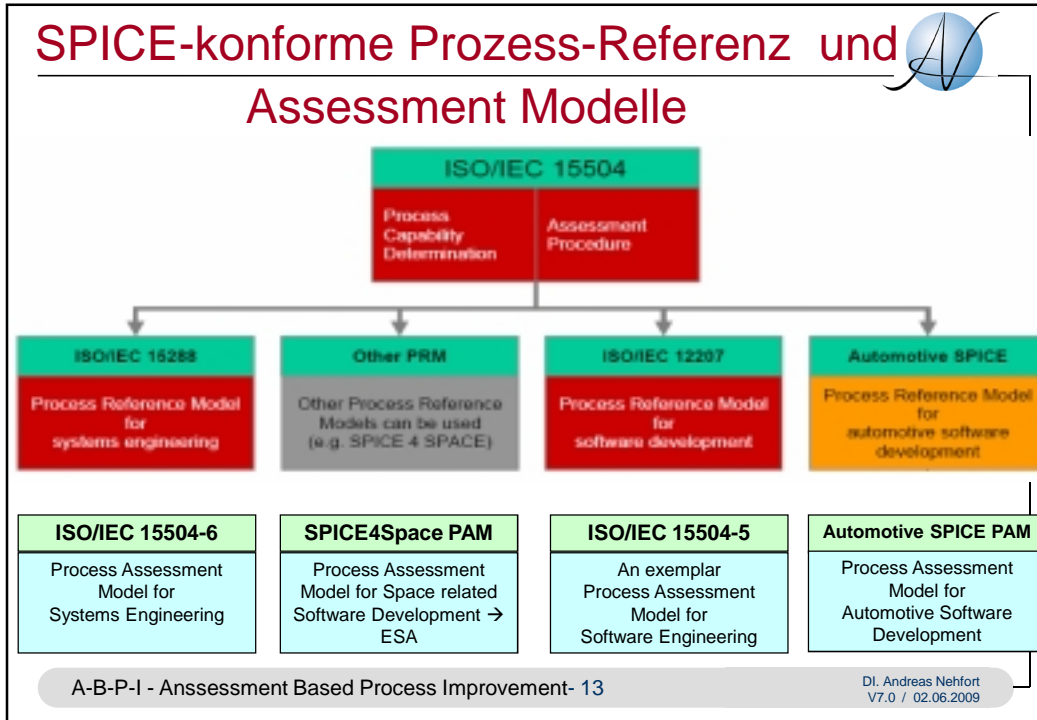 SPICE-konforme Prozess-Referenz und
Assessment Modelle
ISO/IEC 15504
Process
Capability
Determination
Assessment
Procedure
ISO/IEC 15288
Process Reference Model
for
systems engineering
Other PRM
Other Process Reference
Models can be used
(e.g. SPICE 4 SPACE)
ISO/IEC 12207
Process Reference Model
for
software development
Automotive SPICE
Process Reference Model
for
automotive software
development
ISO/IEC 15504-6
Process Assessment
Model for
Systems Engineering
SPICE4Space PAM
Process Assessment
Model for Space related
Software Development →
ESA
ISO/IEC 15504-5
An exemplar
Process Assessment
Model for
Software Engineering
Automotive SPICE PAM
Process Assessment
Model for
Automotive Software
Development
A-B-P-I - Anssessment Based Process Improvement- 13
DI. Andreas Nehfort
V7.0 / 02.06.2009